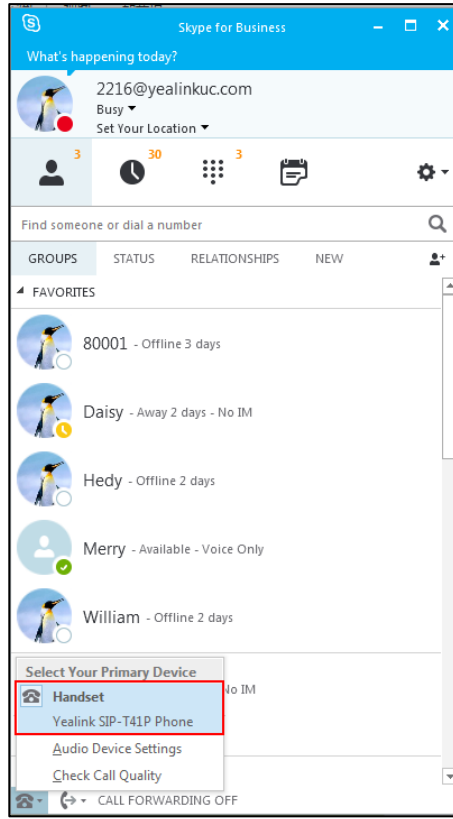 Skype for Business
What's happening today?
2216@yealinkuc.com
Busy
Set Your Location
3
30
3
Find someone or dial a number
GROUPS STATUS RELATIONSHIPS NEW
FAVORITES
80001 - Offline 3 days
Daisy - Away 2 days - No IM
Hedy - Offline 2 days
Merry - Available - Voice Only
William - Offline 2 days
Select Your Primary Device
Handset
No IM
Yealink SIP-T41P Phone
Audio Device Settings
Check Call Quality
CALL FORWARDING OFF